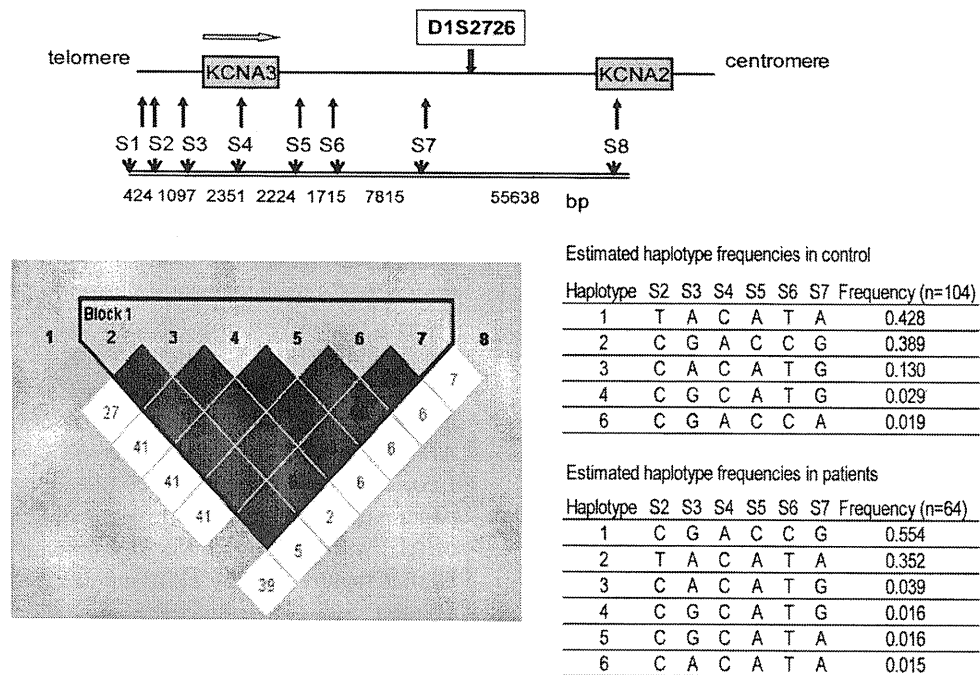 D1S2726
telomere
KCNA3
KCNA2
centromere
S1 S2 S3 S4 S5 S6 S7 S8
424 1097 2351 2224 1715 7815 55638 bp
Block 1
1 2 3 4 5 6 7 8
7
27 6
41 6
41 6
41 2
5
39
Estimated haplotype frequencies in control
Haplotype S2 S3 S4 S5 S6 S7 Frequency (n=104)
1 T A C A T A 0.428
2 C G A C C G 0.389
3 C A C A T G 0.130
4 C G C A T G 0.029
6 C G A C C A 0.019
Estimated haplotype frequencies in patients
Haplotype S2 S3 S4 S5 S6 S7 Frequency (n=64)
1 C G A C C G 0.554
2 T A C A T A 0.352
3 C A C A T G 0.039
4 C G C A T G 0.016
5 C G C A T A 0.016
6 C A C A T A 0.015